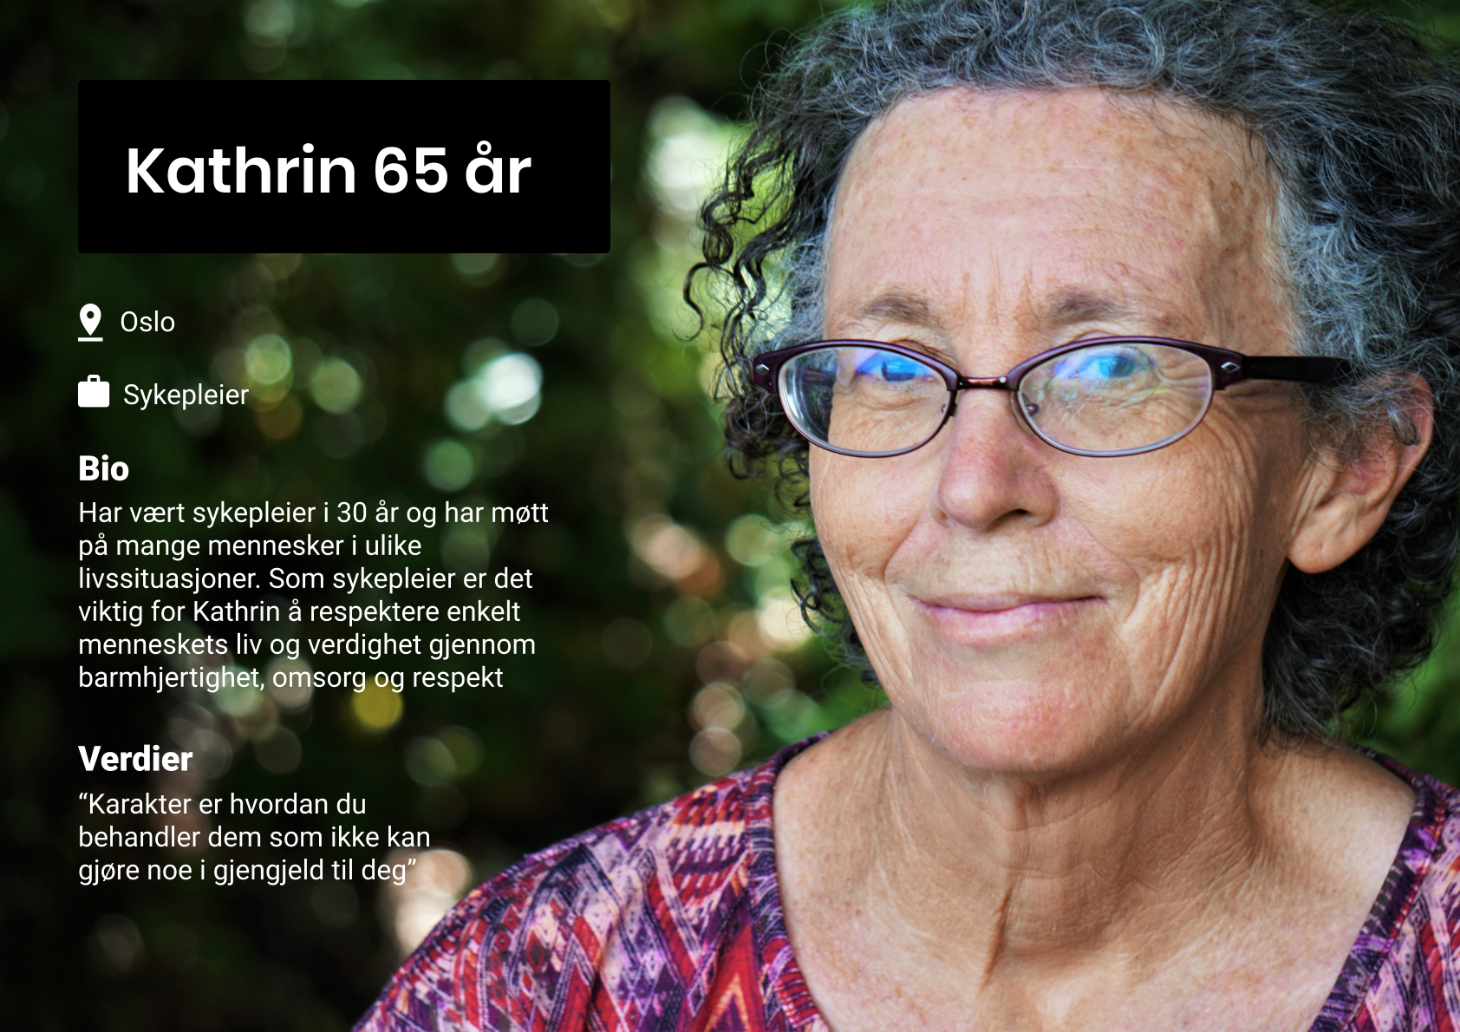 Kathrin 65 år
Oslo
Sykepleier
Bio
Har vært sykepleier i 30 år og har møtt
på mange mennesker i ulike
livssituasjoner. Som sykepleier er det
viktig for Kathrin å respektere enkelt
menneskets liv og verdighet gjennom
barmhjertighet, omsorg og respekt
Verdier
“Karakter er hvordan du
behandler dem som ikke kan
gjøre noe i gjengjeld til deg”